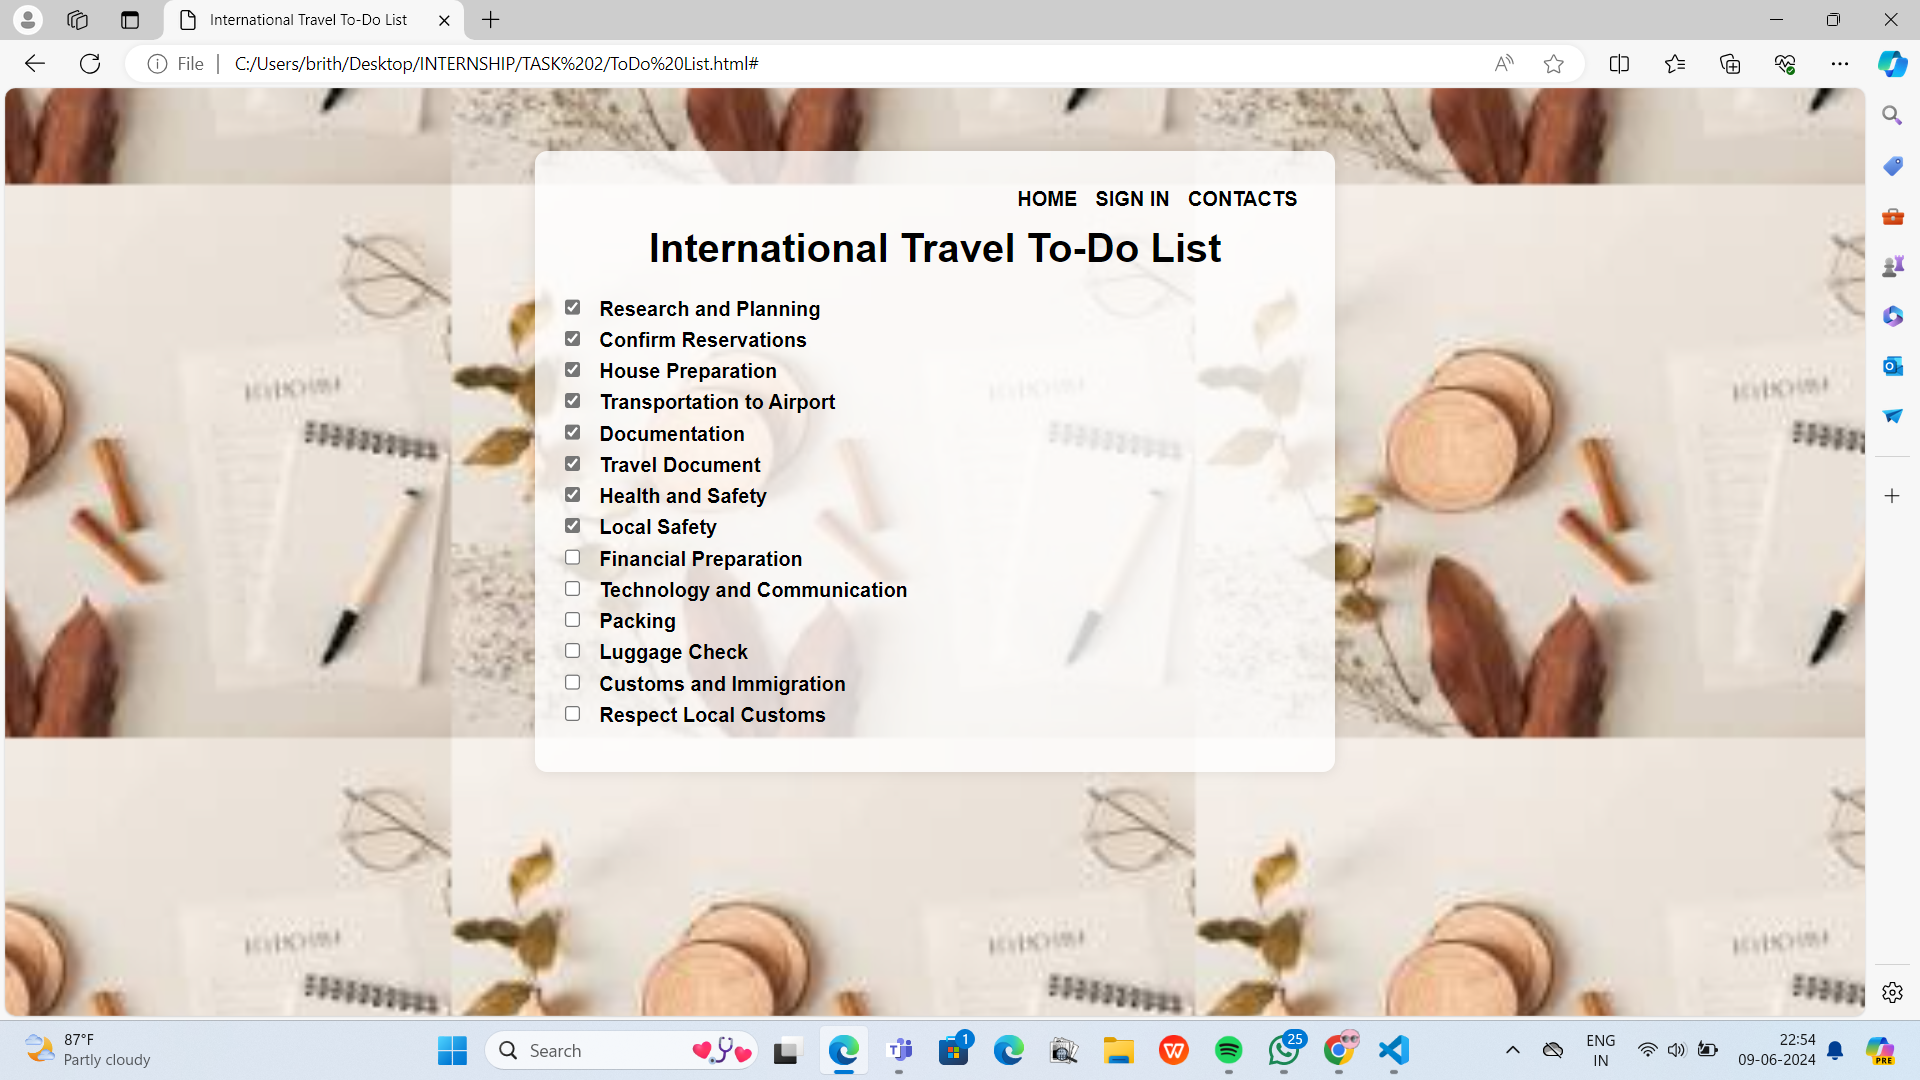 International Travel To-Do List
File
C:/Users/brith/Desktop/INTERNSHIP/TASK%202/ToDo%20List.html#
HOME SIGN IN CONTACTS
International Travel To-Do List
Research and Planning
Confirm Reservations
House Preparation
Transportation to Airport
Documentation
Travel Document
Health and Safety
Local Safety
Financial Preparation
Technology and Communication
Packing
Luggage Check
Customs and Immigration
Respect Local Customs
87°F
Partly cloudy
Search
1
25
ENG
IN
22:54
09-06-2024
PRE